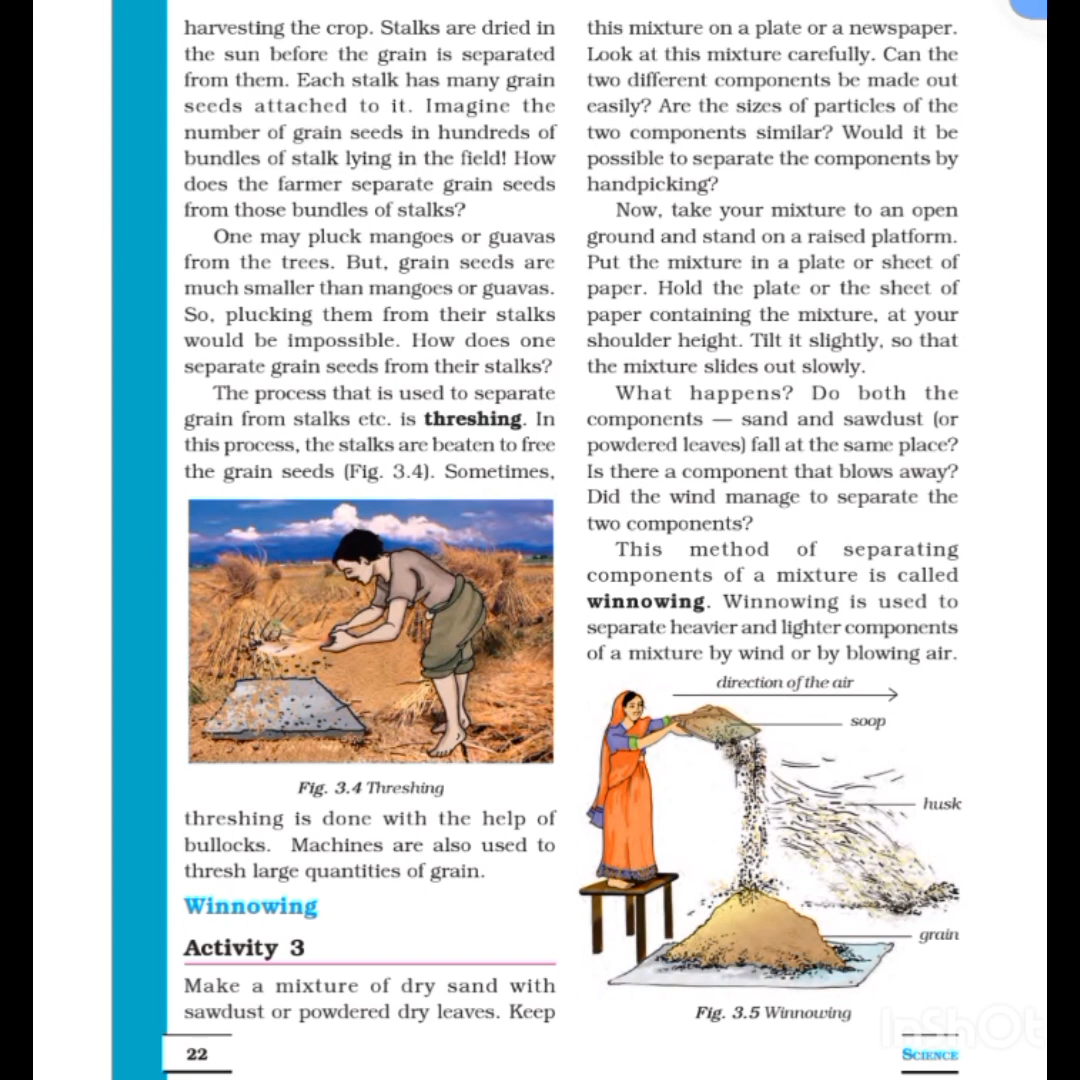 harvesting the crop. Stalks are dried in
the sun before the grain is separated
from them. Each stalk has many grain
seeds attached to it. Imagine the
number of grain seeds in hundreds of
bundles of stalk lying in the field! How
does the farmer separate grain seeds
from those bundles of stalks?
One may pluck mangoes or guavas
from the trees. But, grain seeds are
much smaller than mangoes or guavas.
So, plucking them from their stalks
would be impossible. How does one
separate grain seeds from their stalks?
The process that is used to separate
grain from stalks etc. is threshing. In
this process, the stalks are beaten to free
the grain seeds (Fig. 3.4). Sometimes,
Fig. 3.4 Threshing
threshing is done with the help of
bullocks. Machines are also used to
thresh large quantities of grain.
Winnowing
Activity 3
Make a mixture of dry sand with
sawdust or powdered dry leaves. Keep
this mixture on a plate or a newspaper.
Look at this mixture carefully. Can the
two different components be made out
easily? Are the sizes of particles of the
two components similar? Would it be
possible to separate the components by
handpicking?
Now, take your mixture to an open
ground and stand on a raised platform.
Put the mixture in a plate or sheet of
paper. Hold the plate or the sheet of
paper containing the mixture, at your
shoulder height. Tilt it slightly, so that
the mixture slides out slowly.
What happens? Do both the
components — sand and sawdust (or
powdered leaves) fall at the same place?
Is there a component that blows away?
Did the wind manage to separate the
two components?
This method of separating
components of a mixture is called
winnowing. Winnowing is used to
separate heavier and lighter components
of a mixture by wind or by blowing air.
direction of the air
soop
husk
grain
Fig. 3.5 Winnowing
22
SCIENCE
InShOt